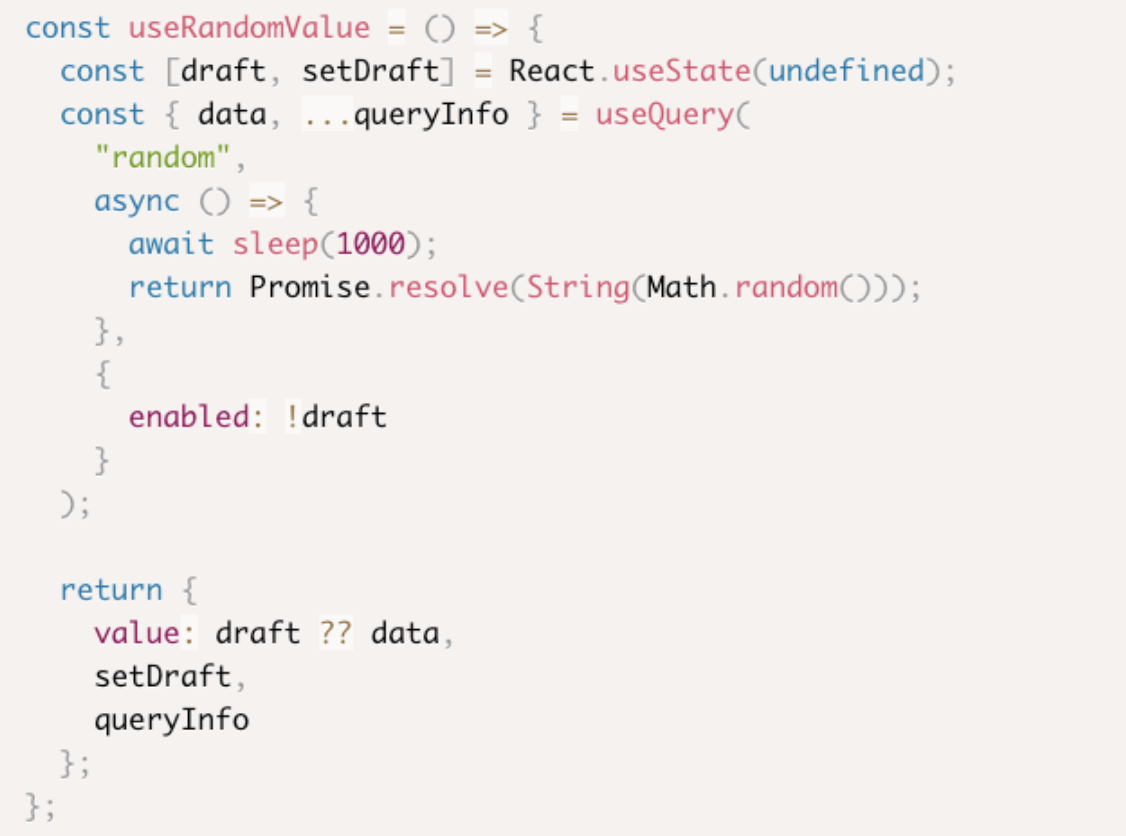 const useRandomValue = () => {
  const [draft, setDraft] = React.useState(undefined);
  const { data, ...queryInfo } = useQuery(
    "random",
    async () => {
      await sleep(1000);
      return Promise.resolve(String(Math.random()));
    },
    {
      enabled: !draft
    }
  );

  return {
    value: draft ?? data,
    setDraft,
    queryInfo
  };
};